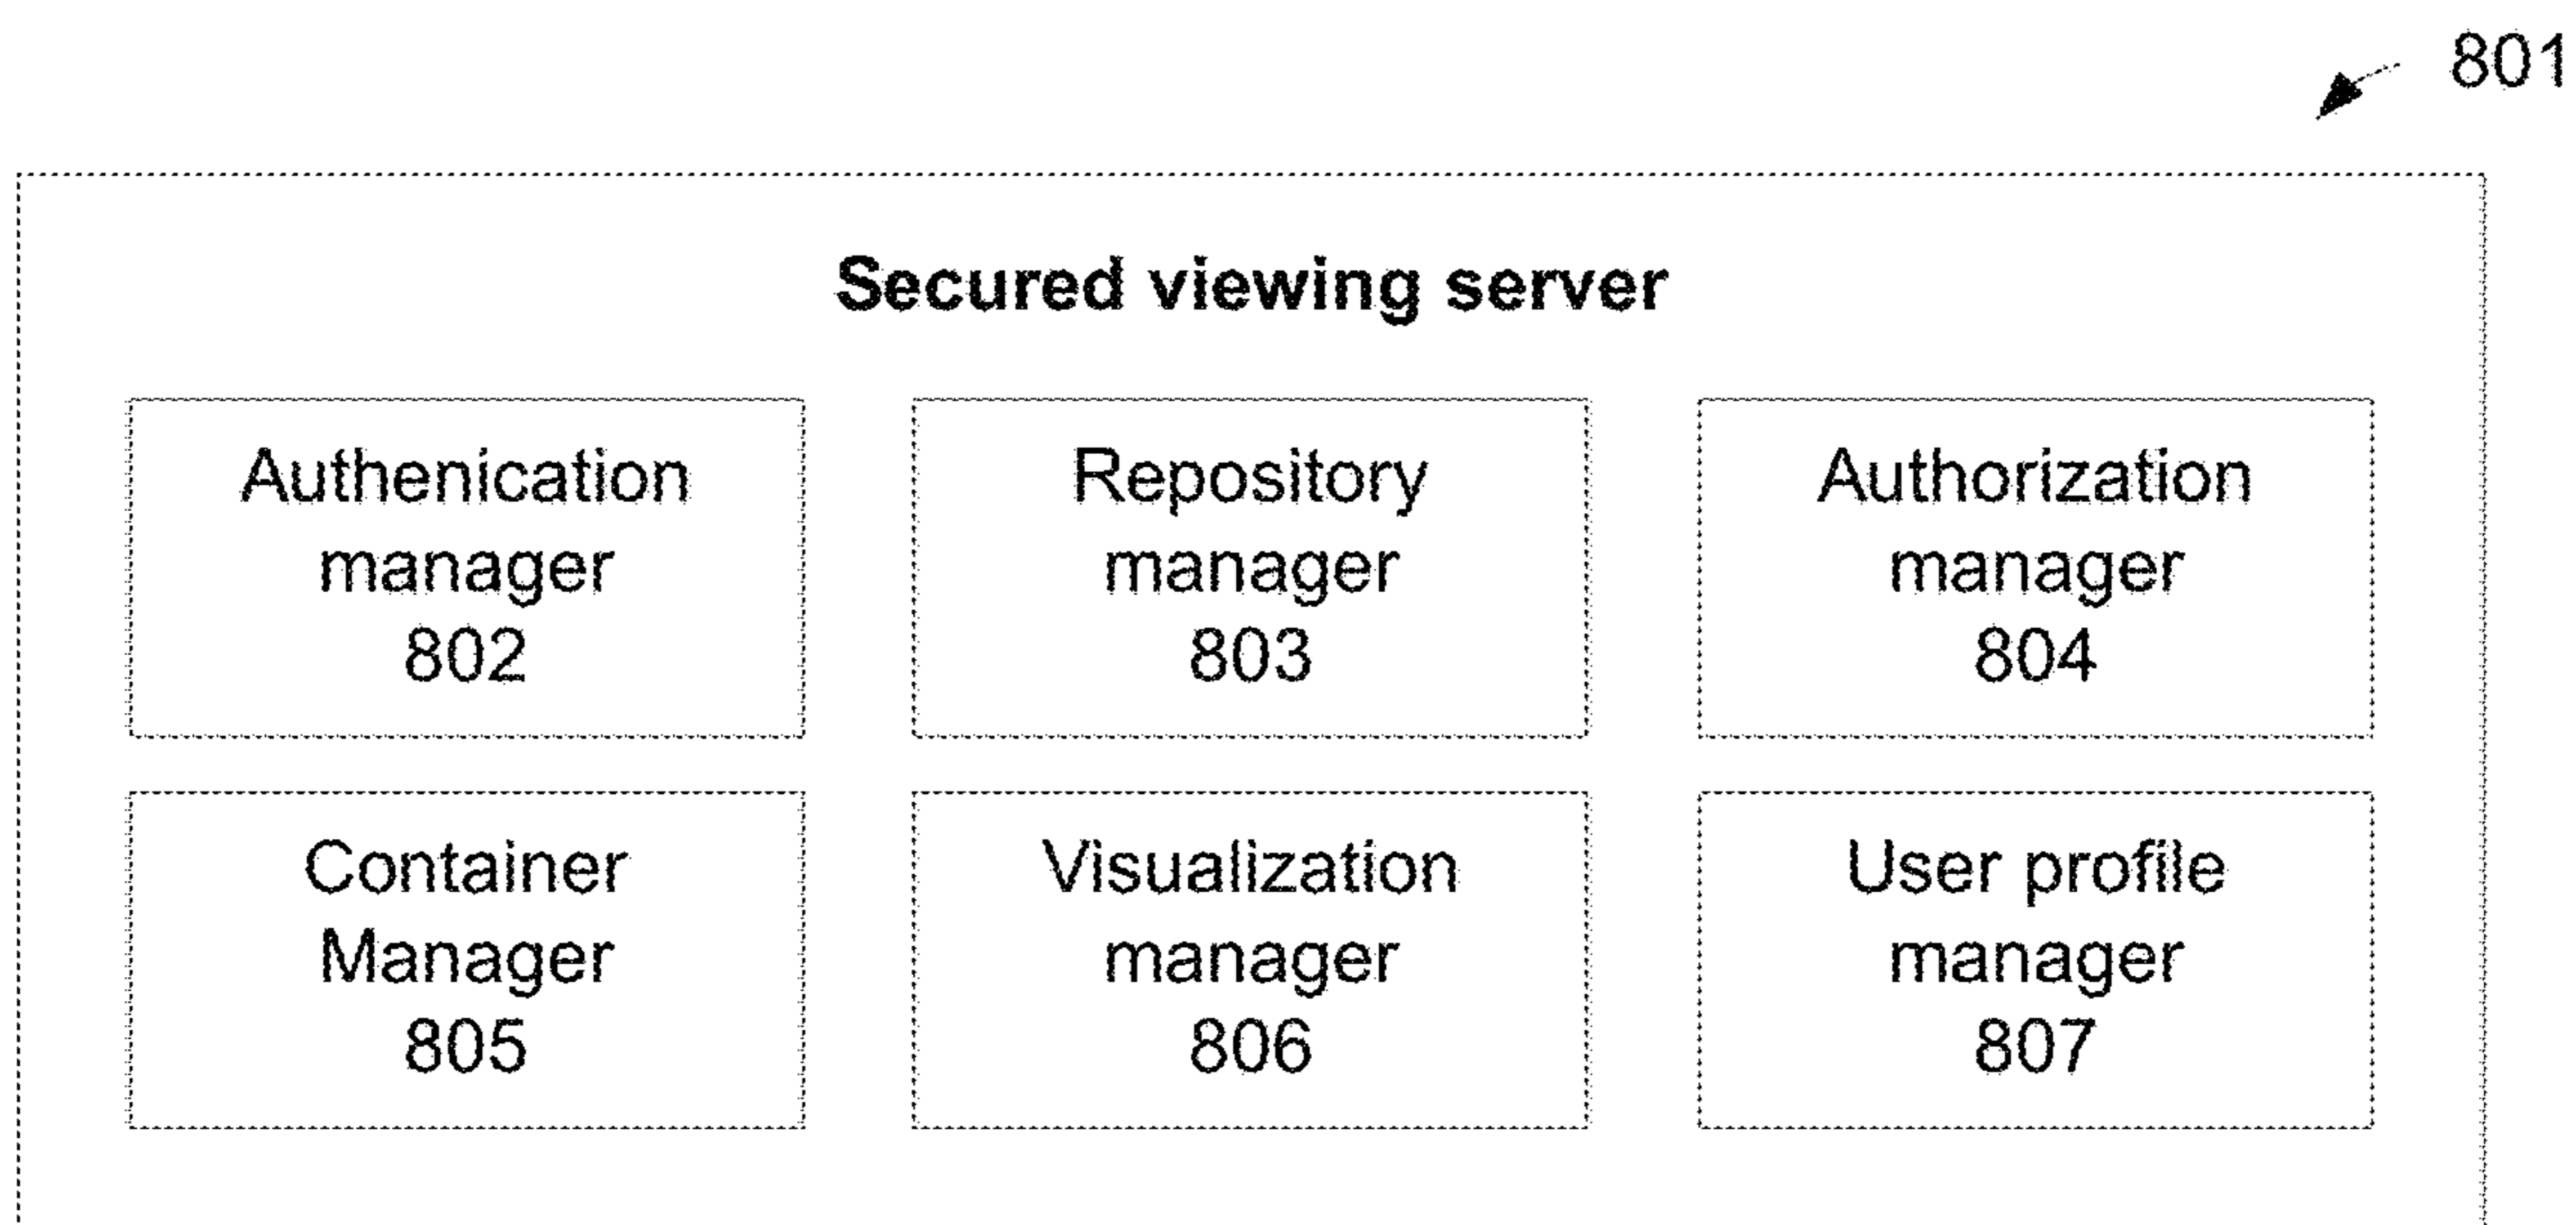 801
Secured viewing server
Authenication
manager
802
Repository
manager
803
Authorization
manager
804
Container
Manager
805
Visualization
manager
806
User profile
manager
807